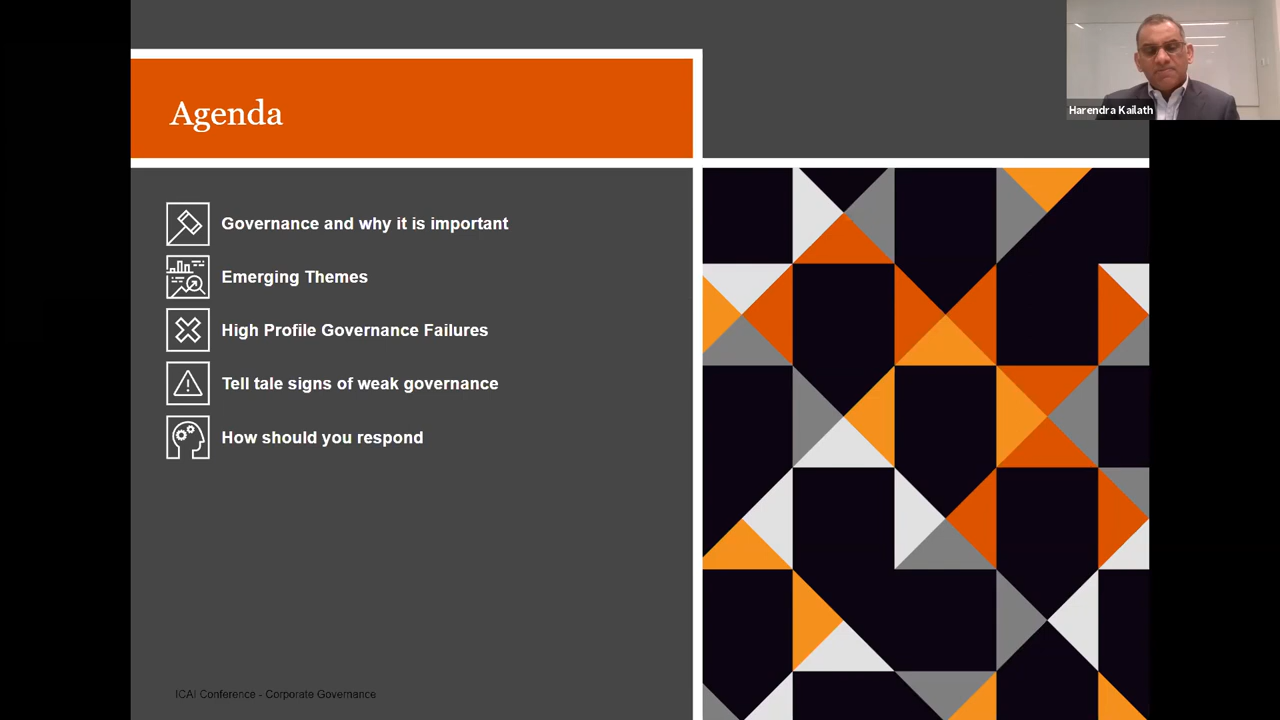 Agenda
Harendra Kailath
Governance and why it is important
Emerging Themes
High Profile Governance Failures
Tell tale signs of weak governance
How should you respond
ICAI Conference - Corporate Governance